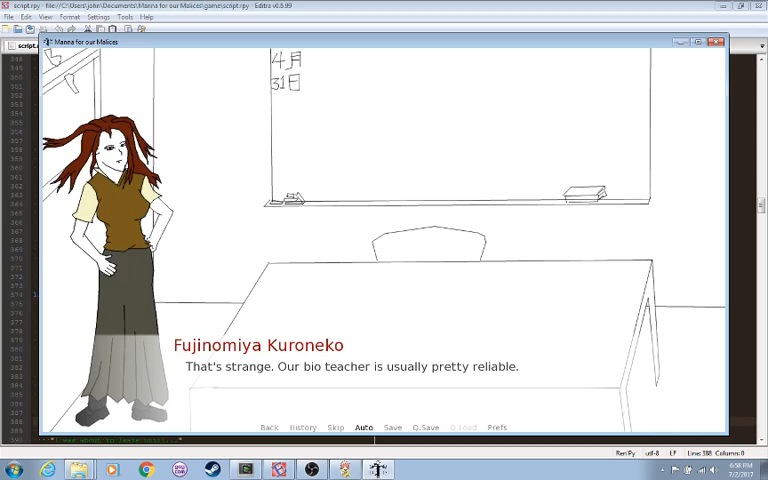 script.rpy - file://C:\Users\john\Documents\Manna for our Malices\game\script.rpy - Editra v0.6.99
File Edit View Format Settings Tools Help
Manna for our Malices
4月
31日
Fujinomiya Kuroneko
That's strange. Our bio teacher is usually pretty reliable.
Back History Skip Auto Save Q.Save Q.Load Prefs
Ren'Py utf-8 LF Line: 388 Column: 0
6:58 PM
7/2/2017